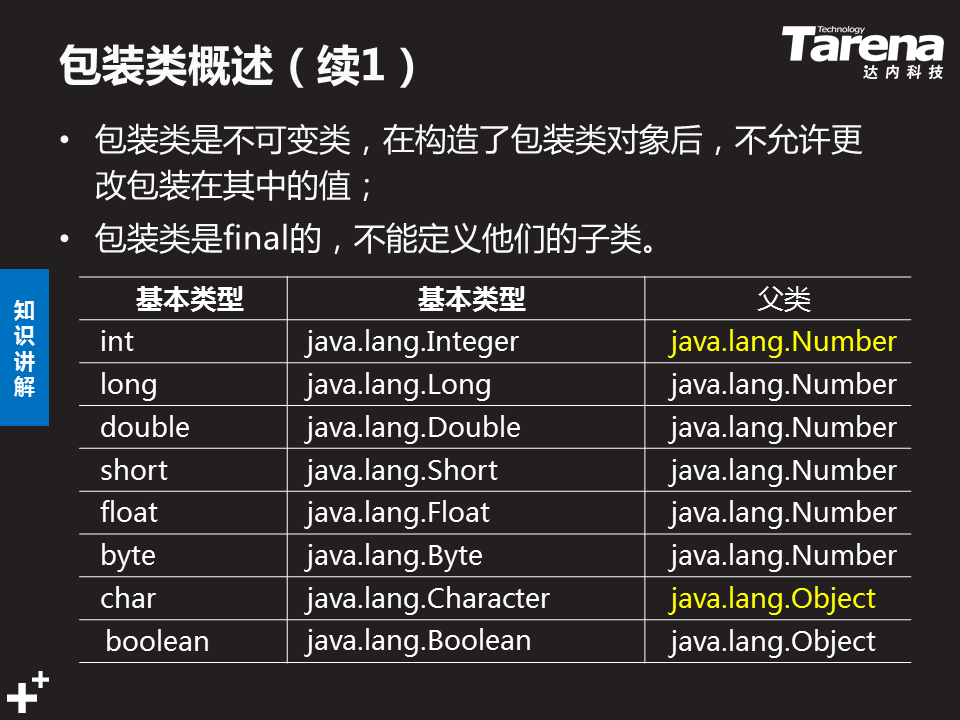 包装类概述（续1）
Technology
Tarena
达内科技
• 包装类是不可变类，在构造了包装类对象后，不允许更
改包装在其中的值；
• 包装类是final的，不能定义他们的子类。
知识讲解
基本类型 基本类型 父类
int java.lang.Integer java.lang.Number
long java.lang.Long java.lang.Number
double java.lang.Double java.lang.Number
short java.lang.Short java.lang.Number
float java.lang.Float java.lang.Number
byte java.lang.Byte java.lang.Number
char java.lang.Character java.lang.Object
boolean java.lang.Boolean java.lang.Object